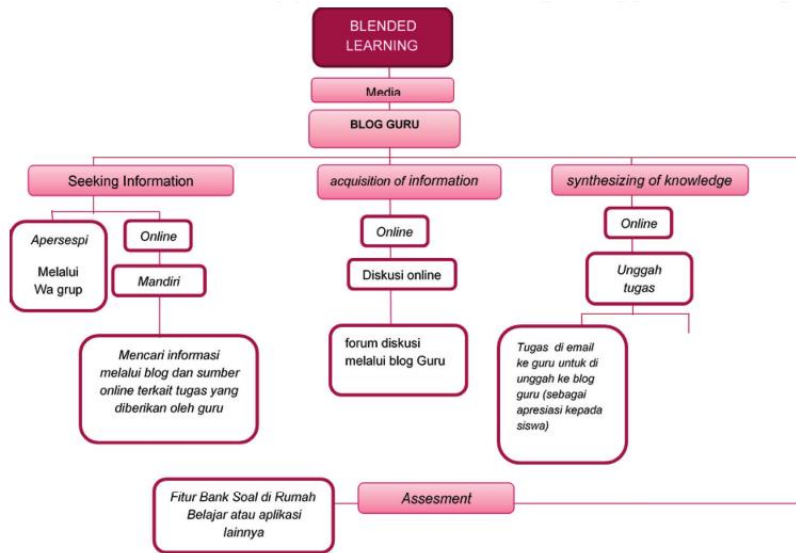 BLENDED
LEARNING
Media
BLOG GURU
Seeking Information
Apersespi
Melalui
Wa grup
Online
Mandiri
Mencari informasi
melalui blog dan sumber
online terkait tugas yang
diberikan oleh guru
acquisition of information
Online
Diskusi online
forum diskusi
melalui blog Guru
synthesizing of knowledge
Online
Unggah
tugas
Tugas di email
ke guru untuk di
unggah ke blog
guru (sebagai
apresiasi kepada
siswa)
Assesment
Fitur Bank Soal di Rumah
Belajar atau aplikasi
lainnya